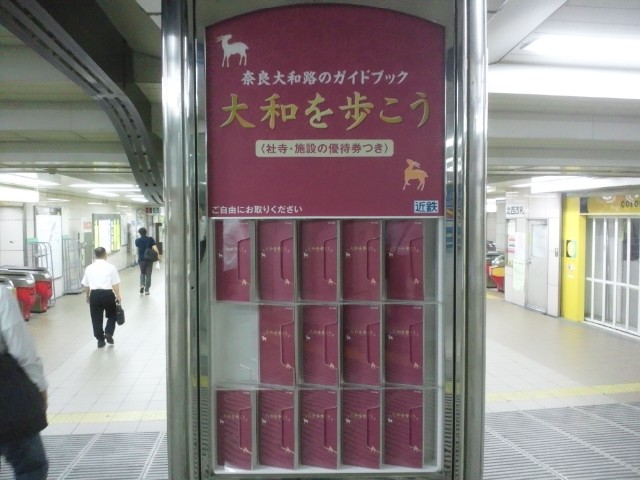 奈良大和路のガイドブック
大和を歩こう
(社寺・施設の優待券つき)
ご自由にお取りください
近鉄